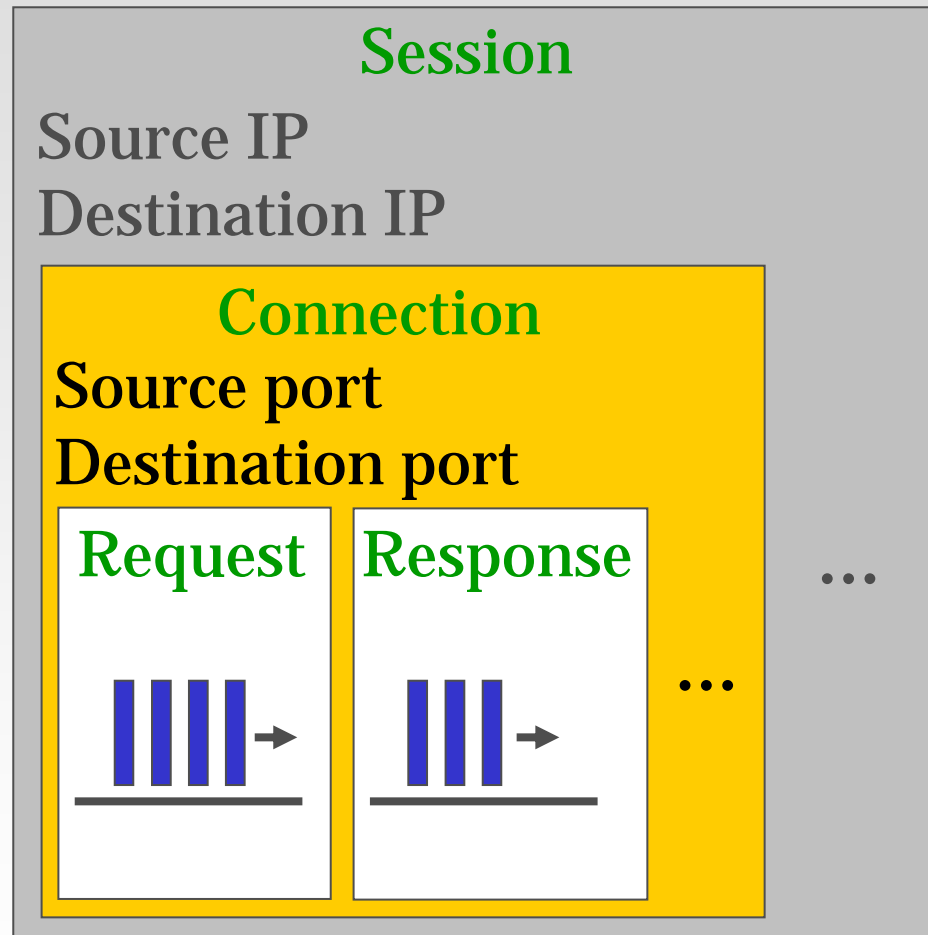 Session
Source IP
Destination IP
Connection
Source port
Destination port
Request Response
...
...